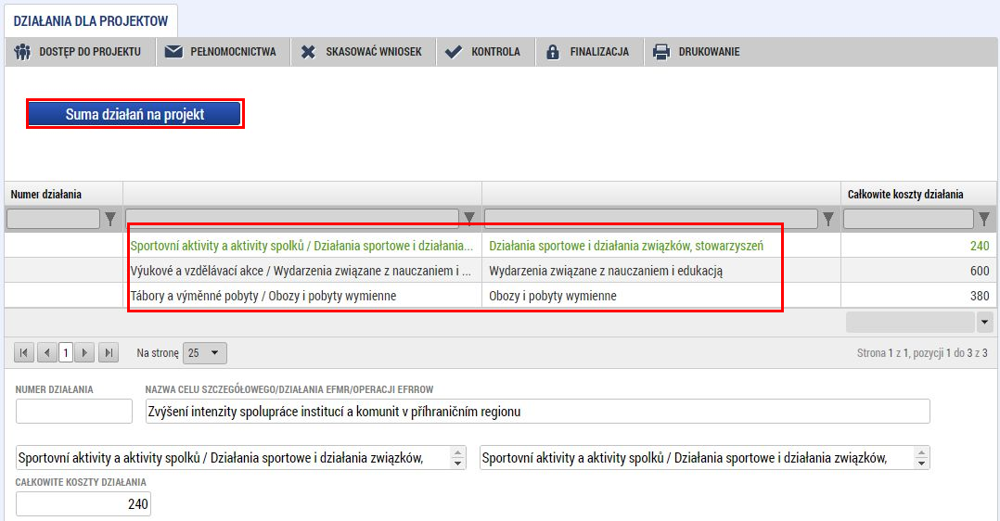 DZIAŁANIA DLA PROJEKTOW
DOSTĘP DO PROJEKTU PEŁNOMOCNICTWA SKASOWAĆ WNIOSEK KONTROLA FINALIZACJA DRUKOWANIE
Suma działań na projekt
Numer działania Całkowite koszty działania
Sportovní aktivity a aktivity spolků / Działania sportowe i działania... Działania sportowe i działania związków, stowarzyszeń 240
Výukové a vzdělávací akce / Wydarzenia związane z nauczaniem i ... Wydarzenia związane z nauczaniem i edukacją 600
Tábory a výměnné pobyty / Obozy i pobyty wymienne Obozy i pobyty wymienne 380
1 Na stronę 25 Strona 1 z 1, pozycji 1 do 3 z 3
NUMER DZIAŁANIA NAZWA CELU SZCZEGÓŁOWEGO/DZIAŁANIA EFMR/OPERACJI EFRROW
Zvýšení intenzity spolupráce institucí a komunit v příhraničním regionu
Sportovní aktivity a aktivity spolků / Działania sportowe i działania związków, Sportovní aktivity a aktivity spolků / Działania sportowe i działania związków,
CAŁKOWITE KOSZTY DZIAŁANIA
240